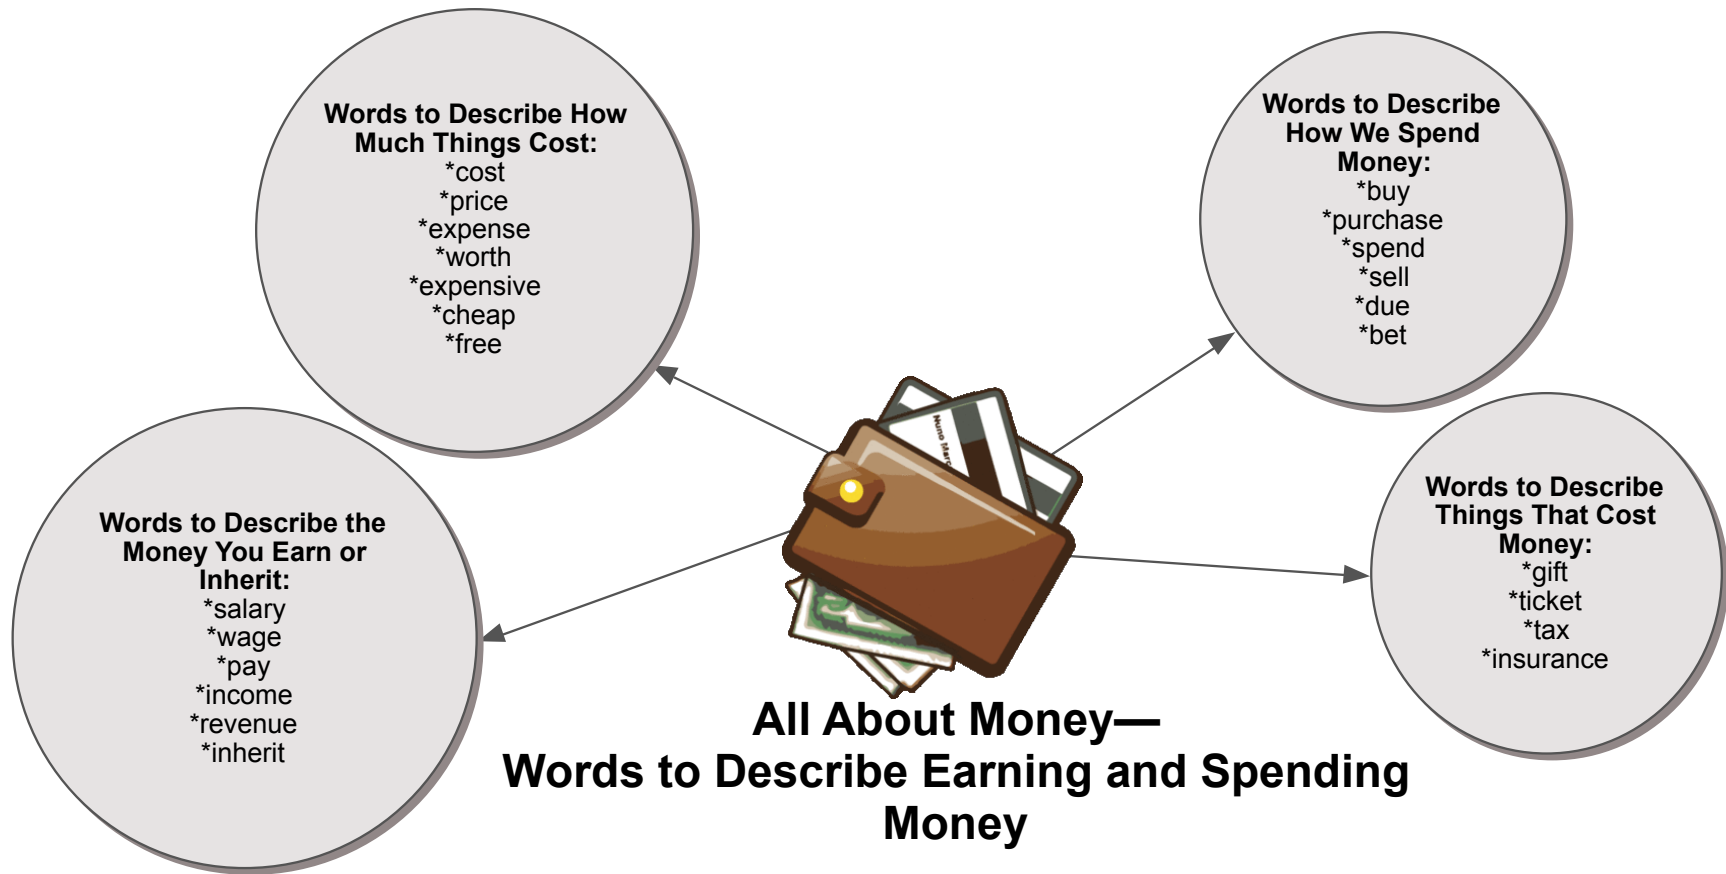 Words to Describe How
Much Things Cost:
*cost
*price
*expense
*worth
*expensive
*cheap
*free
Words to Describe
How We Spend
Money:
*buy
*purchase
*spend
*sell
*due
*bet
Words to Describe the
Money You Earn or
Inherit:
*salary
*wage
*pay
*income
*revenue
*inherit
Words to Describe
Things That Cost
Money:
*gift
*ticket
*tax
*insurance
Nuno Marc
All About Money—
Words to Describe Earning and Spending
Money